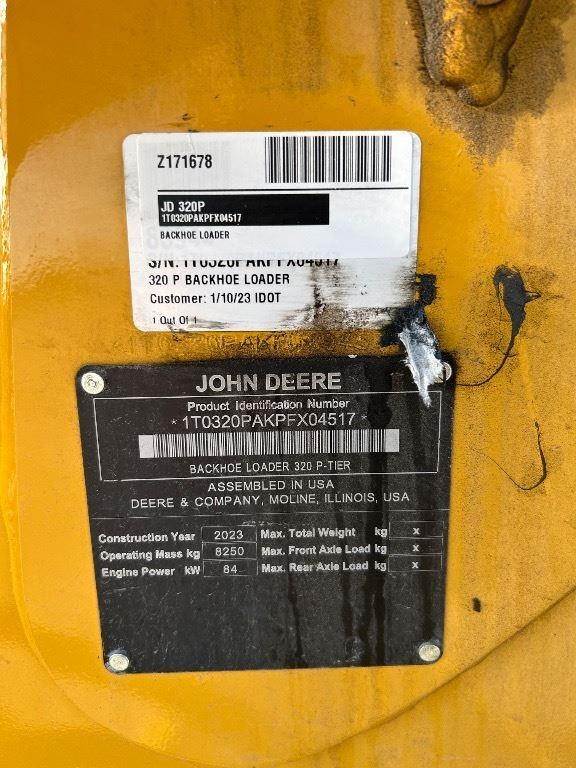 Z171678
JD 320P
1T0320PAKPFX04517
BACKHOE LOADER
S/N: 1T0320PAKPFX04517
320 P BACKHOE LOADER
Customer: 1/10/23 IDOT
1 Out Of 1
JOHN DEERE
Product Identification Number
* 1T0320PAKPFX04517 *
BACKHOE LOADER 320 P-TIER
ASSEMBLED IN USA
DEERE & COMPANY, MOLINE, ILLINOIS, USA
Construction Year 2023 Max. Total Weight kg x
Operating Mass kg 8250 Max. Front Axle Load kg x
Engine Power kW 84 Max. Rear Axle Load kg x